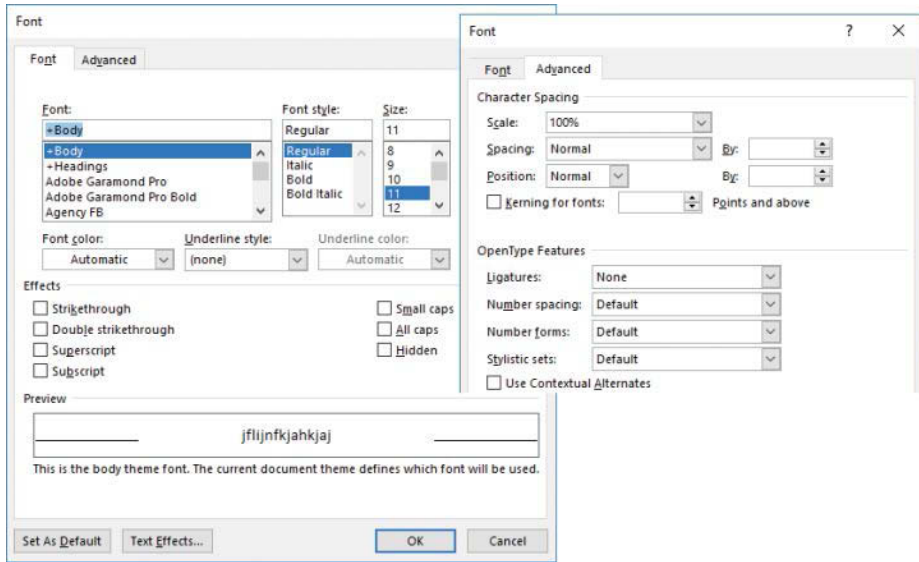 Font
Font Advanced
Font: Font style: Size:
+Body Regular 11
+Body Regular 8
+Headings Italic 9
Adobe Garamond Pro Bold 10
Adobe Garamond Pro Bold Bold Italic 11
Agency FB 12
Font color: Underline style: Underline color:
Automatic (none) Automatic
Effects
Strikethrough Small caps
Double strikethrough All caps
Superscript Hidden
Subscript
Preview
jflijnfkjahkjaj
This is the body theme font. The current document theme defines which font will be used.
Set As Default Text Effects... OK Cancel
Font ? X
Font Advanced
Character Spacing
Scale: 100%
Spacing: Normal By:
Position: Normal By:
Kerning for fonts: Points and above
OpenType Features
Ligatures: None
Number spacing: Default
Number forms: Default
Stylistic sets: Default
Use Contextual Alternates